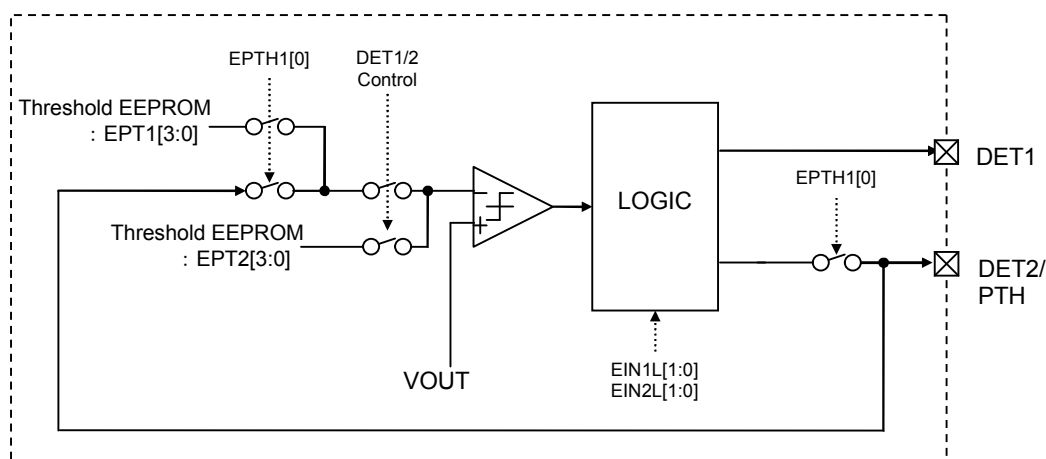 EPTH1[0]
DET1/2
Control
Threshold EEPROM
: EPT1[3:0]
Threshold EEPROM
: EPT2[3:0]
−
+
VOUT
LOGIC
EIN1L[1:0]
EIN2L[1:0]
DET1
EPTH1[0]
DET2/
PTH